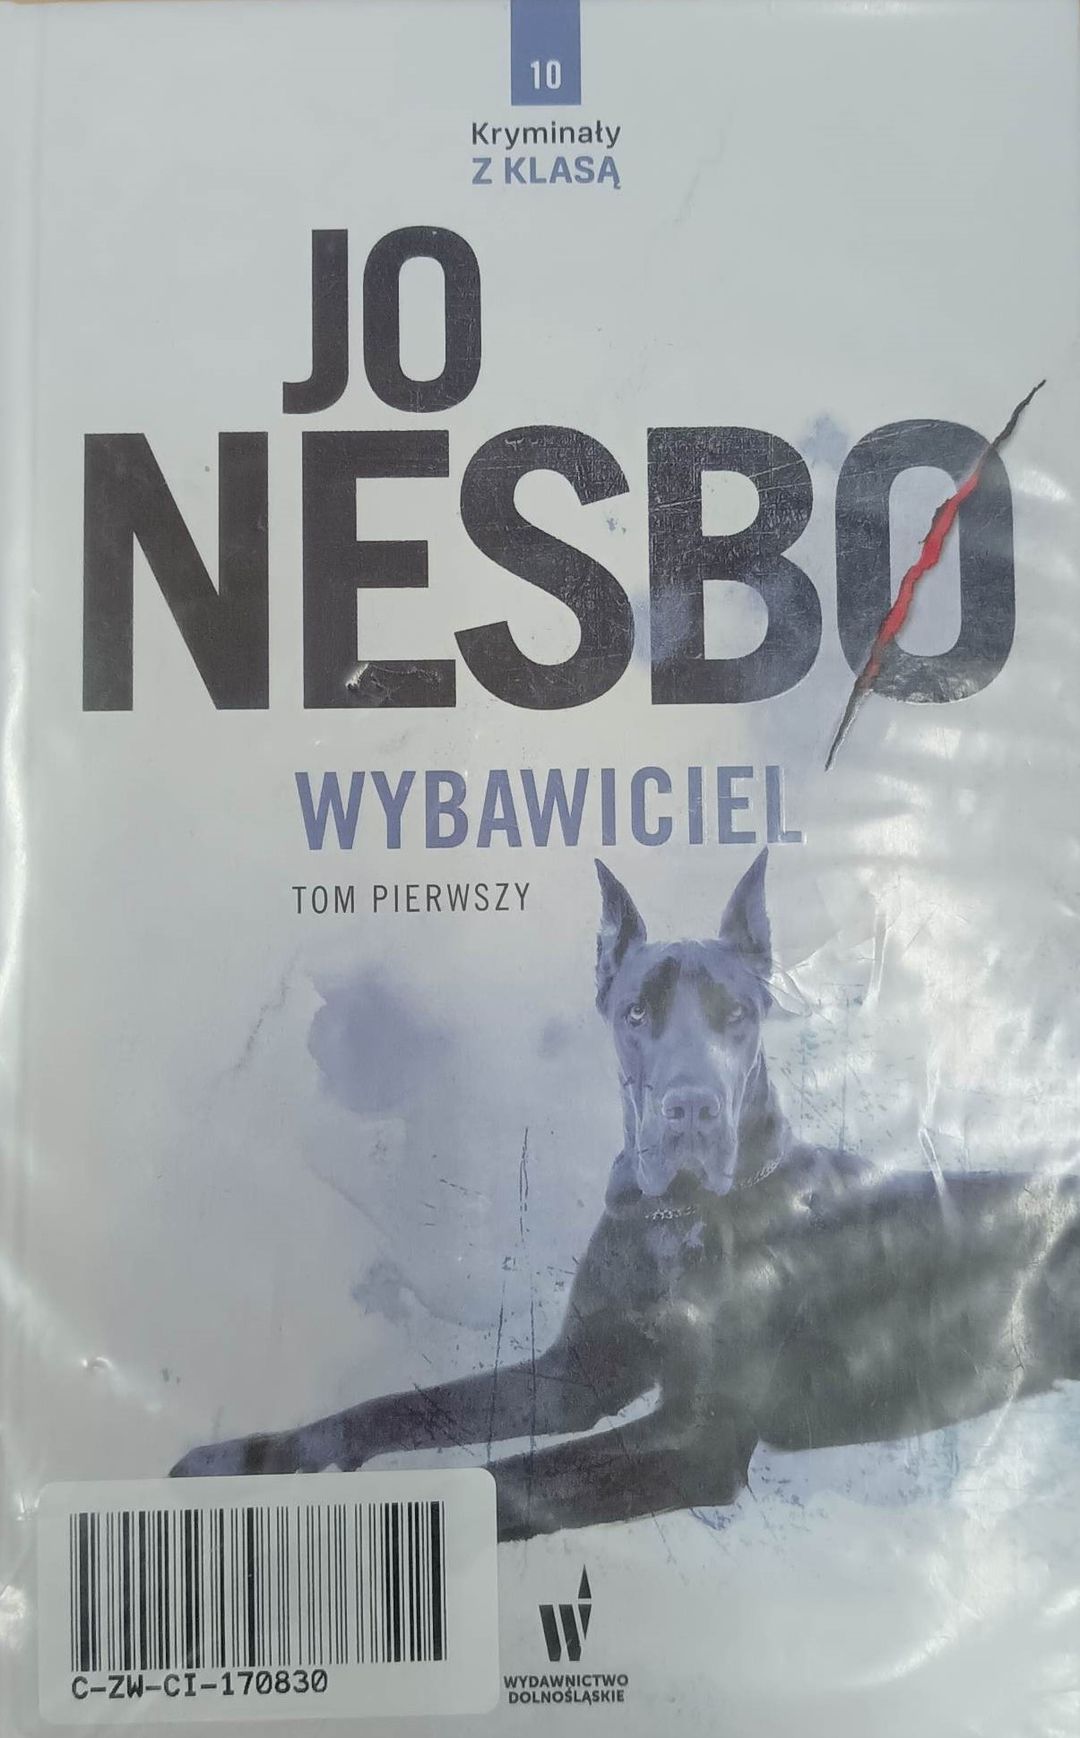 10
Kryminały
Z KLASĄ
JO
NESBØ
WYBAWICIEL
TOM PIERWSZY
C-ZW-CI-170830
WYDAWNICTWO
DOLNOŚLĄSKIE